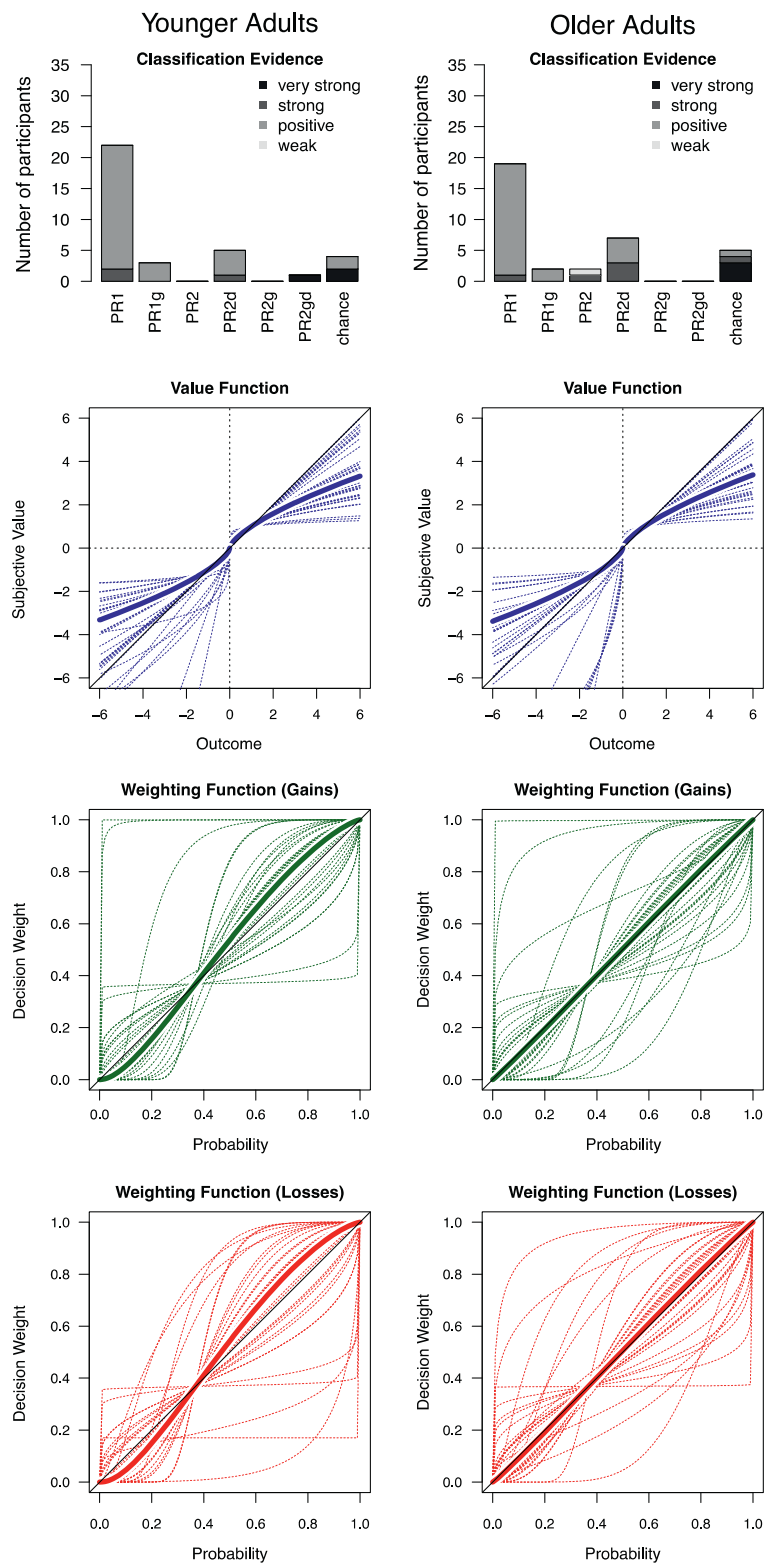 Younger Adults
Older Adults
Classification Evidence
Number of participants
35
30
25
20
15
10
5
0
very strong
strong
positive
weak
PR1
PR1g
PR2
PR2d
PR2g
PR2gd
chance
Classification Evidence
Number of participants
35
30
25
20
15
10
5
0
very strong
strong
positive
weak
PR1
PR1g
PR2
PR2d
PR2g
PR2gd
chance
Value Function
Subjective Value
6
4
2
0
−2
−4
−6
−6 −4 −2 0 2 4 6
Outcome
Value Function
Subjective Value
6
4
2
0
−2
−4
−6
−6 −4 −2 0 2 4 6
Outcome
Weighting Function (Gains)
Decision Weight
1.0
0.8
0.6
0.4
0.2
0.0
0.0 0.2 0.4 0.6 0.8 1.0
Probability
Weighting Function (Gains)
Decision Weight
1.0
0.8
0.6
0.4
0.2
0.0
0.0 0.2 0.4 0.6 0.8 1.0
Probability
Weighting Function (Losses)
Decision Weight
1.0
0.8
0.6
0.4
0.2
0.0
0.0 0.2 0.4 0.6 0.8 1.0
Probability
Weighting Function (Losses)
Decision Weight
1.0
0.8
0.6
0.4
0.2
0.0
0.0 0.2 0.4 0.6 0.8 1.0
Probability